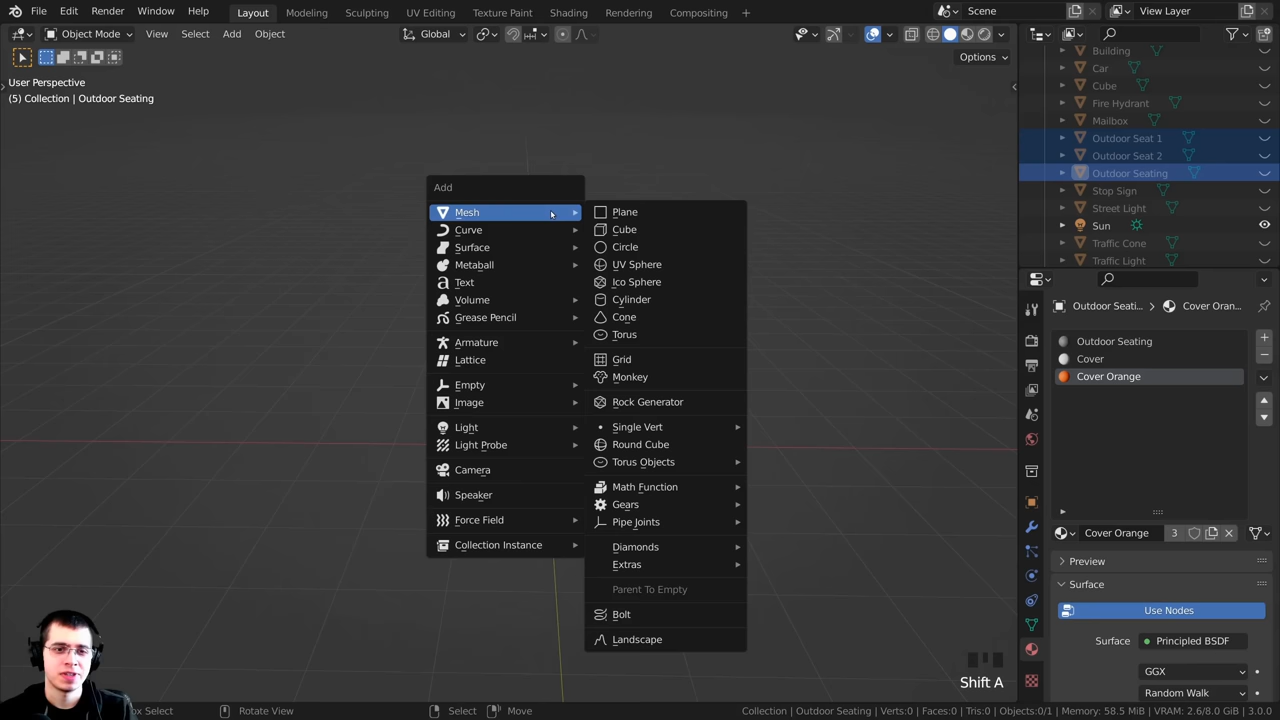 File Edit Render Window Help Layout Modeling Sculpting UV Editing Texture Paint Shading Rendering Compositing Scene View Layer
Object Mode View Select Add Object Global
Options
User Perspective
(5) Collection | Outdoor Seating
Add
Mesh
Curve
Surface
Metaball
Text
Volume
Grease Pencil
Armature
Lattice
Empty
Image
Light
Light Probe
Camera
Speaker
Force Field
Collection Instance
Plane
Cube
Circle
UV Sphere
Ico Sphere
Cylinder
Cone
Torus
Grid
Monkey
Rock Generator
Single Vert
Round Cube
Torus Objects
Math Function
Gears
Pipe Joints
Diamonds
Extras
Parent To Empty
Bolt
Landscape
Building
Car
Cube
Fire Hydrant
Mailbox
Outdoor Seat 1
Outdoor Seat 2
Outdoor Seating
Stop Sign
Street Light
Sun
Traffic Cone
Traffic Light
Outdoor Seati... Cover Oran...
Outdoor Seating
Cover
Cover Orange
Cover Orange 3
Preview
Surface
Use Nodes
Surface Principled BSDF
GGX
Random Walk
Shift A
ox Select Rotate View Select Move Collection | Outdoor Seating | Verts:0 | Faces:0 | Tris:0 | Objects:0/1 | Memory: 58.5 MiB | VRAM: 2.6/8.0 GiB | 3.0.0